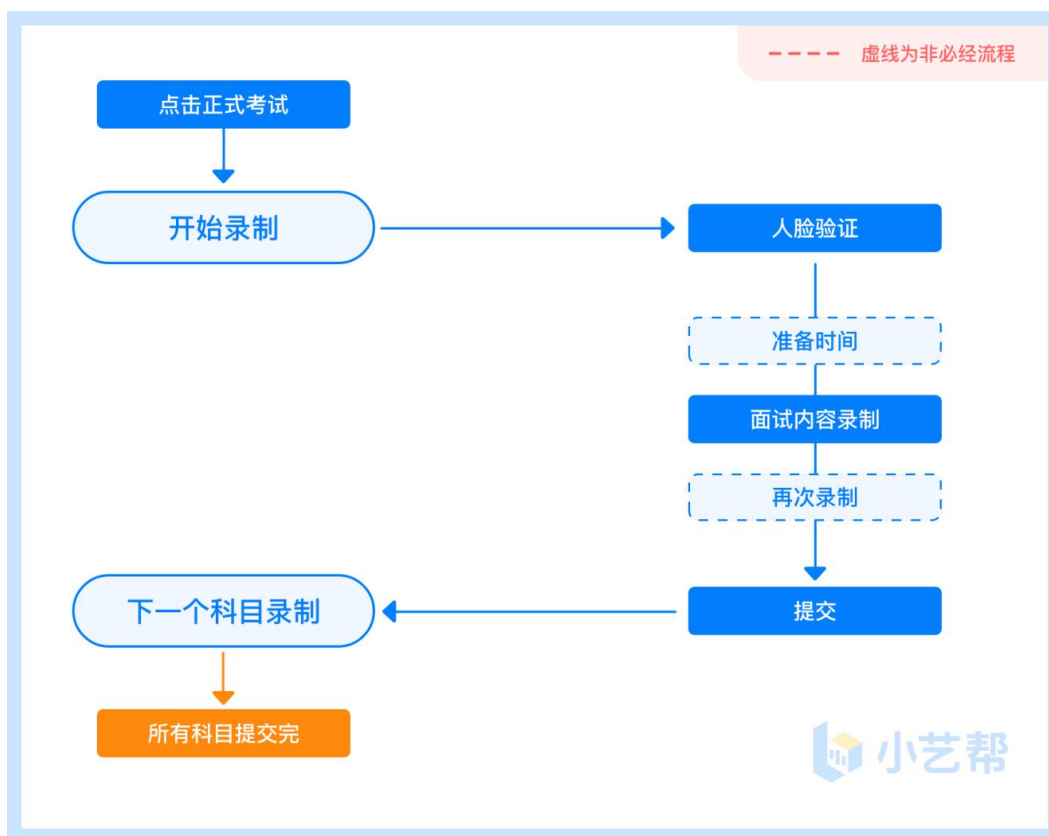 ---- 虚线为非必经流程
点击正式考试
开始录制
人脸验证
准备时间
面试内容录制
再次录制
提交
下一个科目录制
所有科目提交完
小艺帮